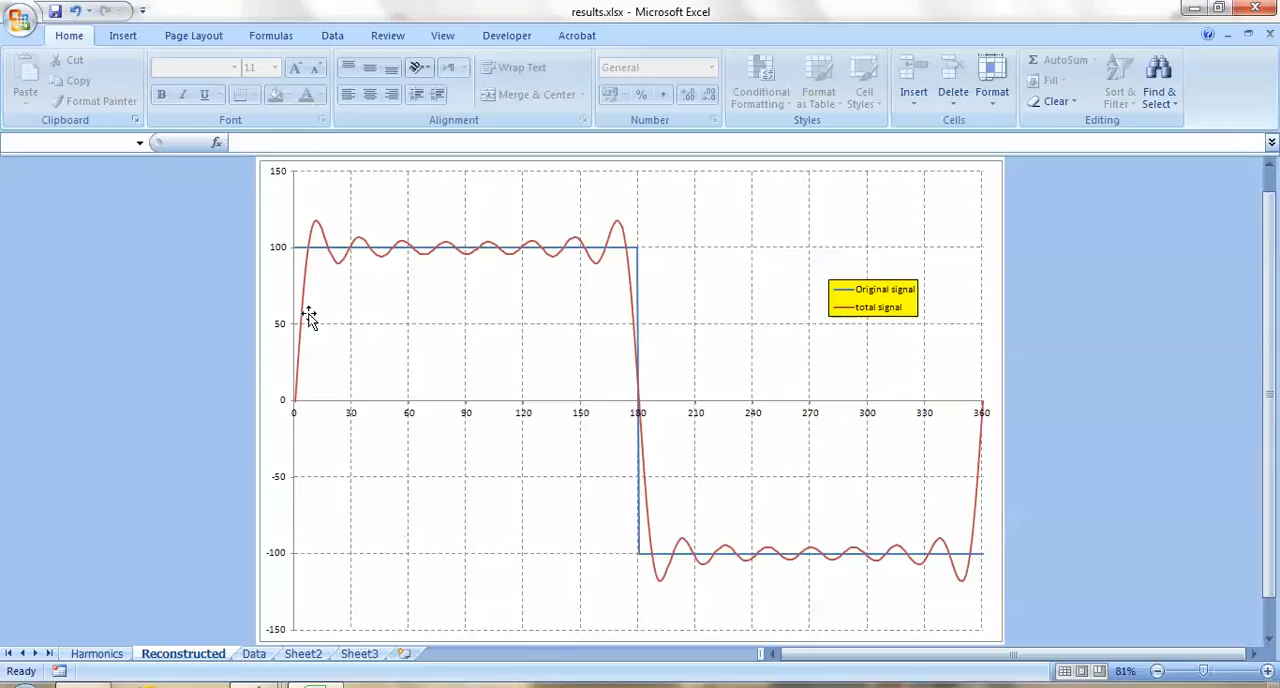 results.xlsx - Microsoft Excel
Home Insert Page Layout Formulas Data Review View Developer Acrobat
Paste
Cut
Copy
Format Painter
Clipboard
11
B I U
Font
Wrap Text
Merge & Center
Alignment
General
%
Number
Conditional Formatting
Format as Table
Cell Styles
Styles
Insert
Delete
Format
Cells
Σ AutoSum
Fill
Clear
Sort & Filter
Find & Select
Editing
fx
150
100
50
0
-50
-100
-150
0 30 60 90 120 150 180 210 240 270 300 330 360
Original signal
total signal
Harmonics Reconstructed Data Sheet2 Sheet3
Ready
81%